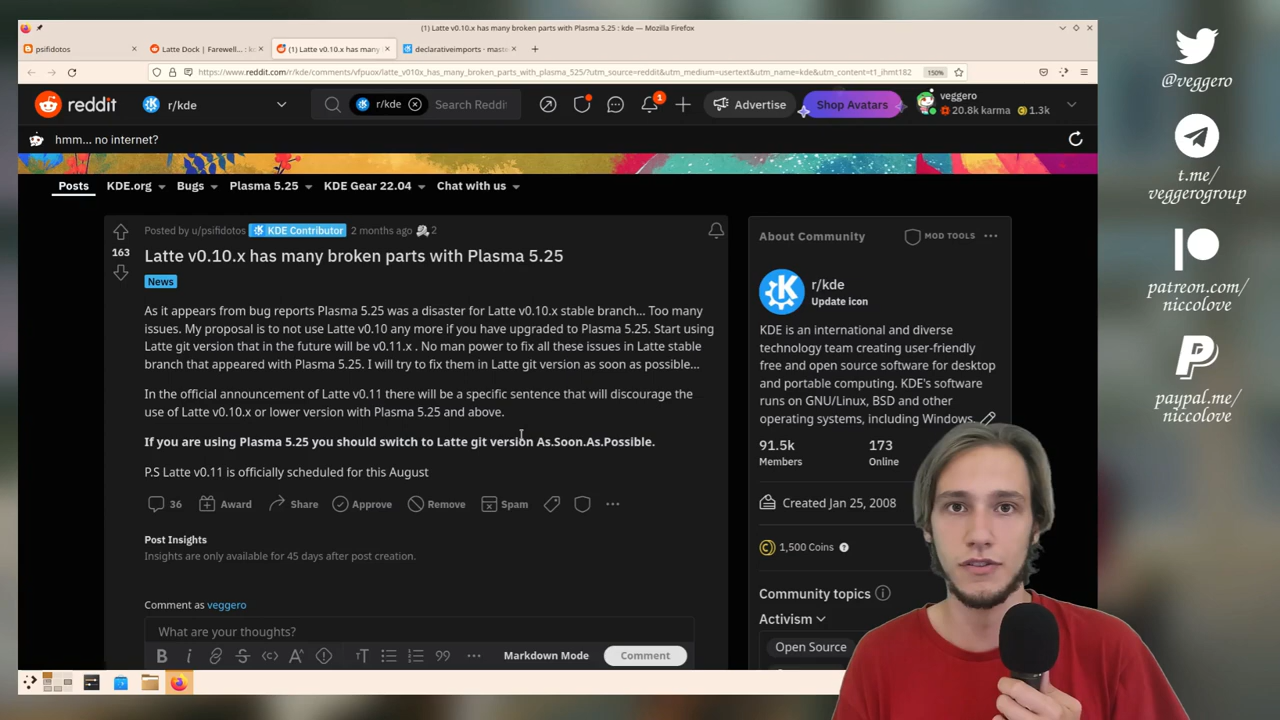 (1) Latte v0.10.x has many broken parts with Plasma 5.25 : kde — Mozilla Firefox
psifidotos
Latte Dock | Farewell... : k
(1) Latte v0.10.x has many
declarativeimports · maste
https://www.reddit.com/r/kde/comments/vfpuox/latte_v010x_has_many_broken_parts_with_plasma_525/?utm_source=reddit&utm_medium=usertext&utm_name=kde&utm_content=t1_ihmt182
150%
reddit
r/kde
r/kde
Search Reddi
1
Advertise
Shop Avatars
veggero
20.8k karma
1.3k
hmm... no internet?
Posts
KDE.org
Bugs
Plasma 5.25
KDE Gear 22.04
Chat with us
Posted by u/psifidotos
KDE Contributor
2 months ago
2
163
Latte v0.10.x has many broken parts with Plasma 5.25
News
As it appears from bug reports Plasma 5.25 was a disaster for Latte v0.10.x stable branch... Too many
issues. My proposal is to not use Latte v0.10 any more if you have upgraded to Plasma 5.25. Start using
Latte git version that in the future will be v0.11.x . No man power to fix all these issues in Latte stable
branch that appeared with Plasma 5.25. I will try to fix them in Latte git version as soon as possible...
In the official announcement of Latte v0.11 there will be a specific sentence that will discourage the
use of Latte v0.10.x or lower version with Plasma 5.25 and above.
If you are using Plasma 5.25 you should switch to Latte git version As.Soon.As.Possible.
P.S Latte v0.11 is officially scheduled for this August
36
Award
Share
Approve
Remove
Spam
Post Insights
Insights are only available for 45 days after post creation.
Comment as veggero
What are your thoughts?
Markdown Mode
Comment
About Community
MOD TOOLS
r/kde
Update icon
KDE is an international and diverse
technology team creating user-friendly
free and open source software for desktop
and portable computing. KDE's software
runs on GNU/Linux, BSD and other
operating systems, including Windows.
91.5k
Members
173
Online
Created Jan 25, 2008
1,500 Coins
Community topics
Activism
Open Source
@veggero
t.me/
veggerogroup
patreon.com/
niccolove
paypal.me/
niccolove